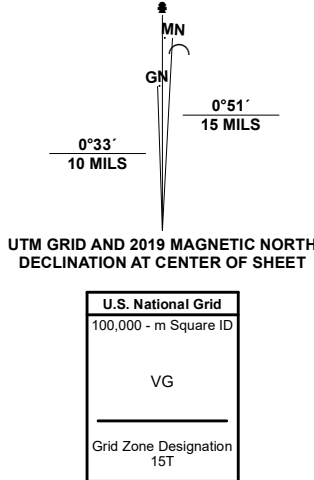 MN
GN
0°51´
15 MILS
0°33´
10 MILS
UTM GRID AND 2019 MAGNETIC NORTH
DECLINATION AT CENTER OF SHEET
U.S. National Grid
100,000 - m Square ID
VG
Grid Zone Designation
15T